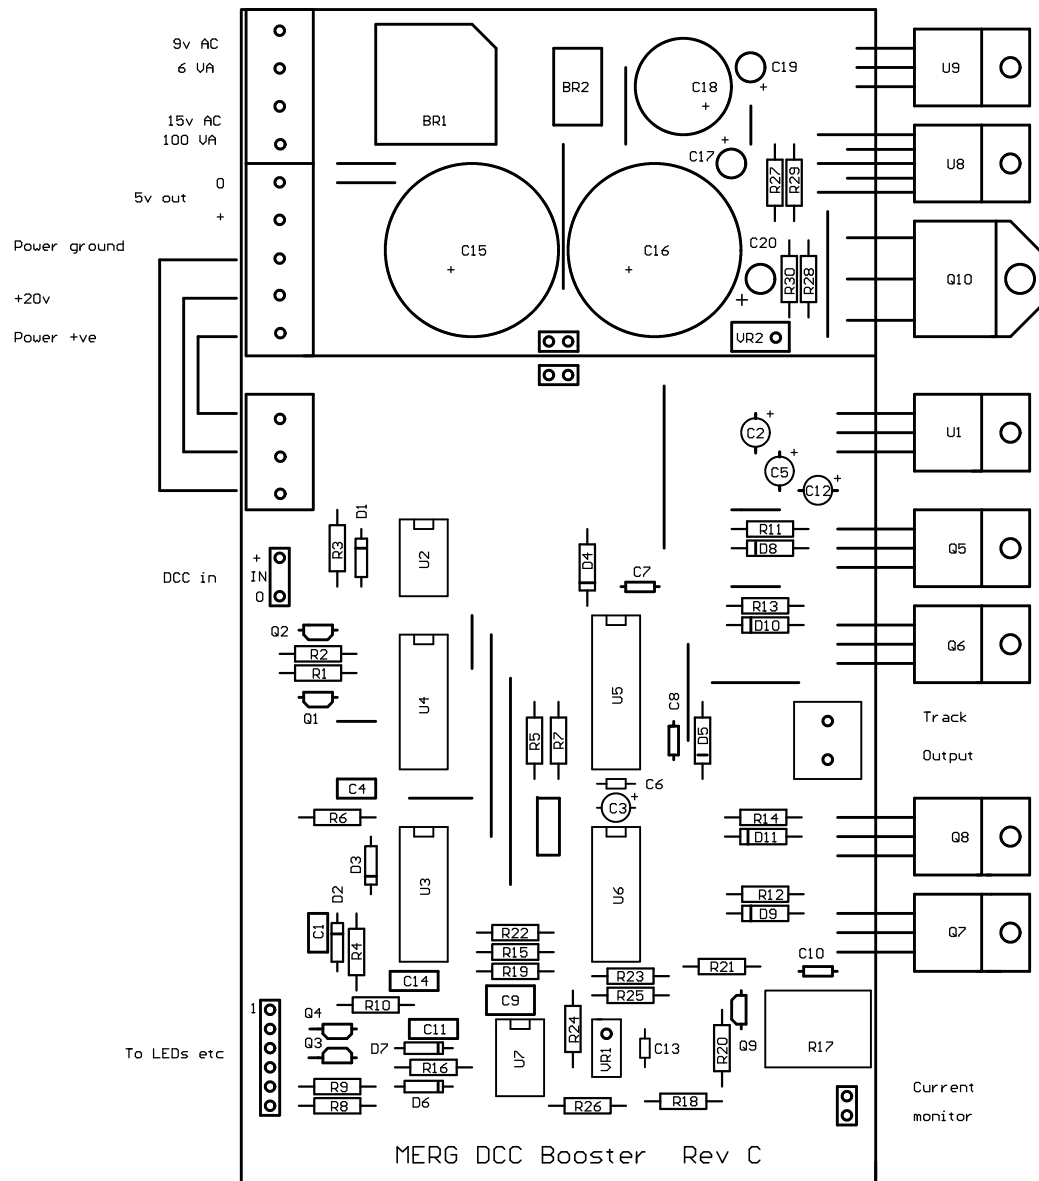 9v AC
6 VA
15v AC
100 VA
0
5v out
+
Power ground
+20v
Power +ve
BR1
BR2
C18
+
C19
+
U9
C17
+
R27
R29
U8
C15
+
C16
+
C20
+
R30
R28
Q10
VR2
C2
+
C5
+
C12
+
U1
DCC in
+
IN
0
R3
D1
U2
D4
C7
R11
D8
Q5
R13
D10
Q6
Q2
R2
R1
Q1
U4
U5
R5
R7
C8
D5
Track
Output
C4
R6
C6
C3
+
R14
D11
Q8
D3
U3
U6
R12
D9
Q7
D2
C1
R4
R22
R15
R19
C14
R23
R25
R21
C10
R10
C9
1
Q4
Q3
C11
D7
R16
D6
R9
R8
To LEDs etc
U7
R24
VR1
C13
R20
Q9
R17
R26
R18
Current
monitor
MERG DCC Booster Rev C